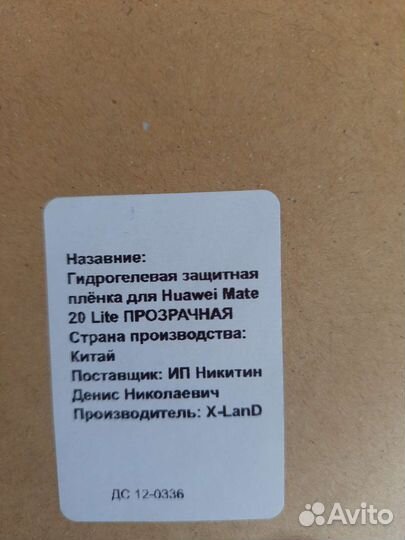 Назавние:
Гидрогелевая защитная
плёнка для Huawei Mate
20 Lite ПРОЗРАЧНАЯ
Страна производства:
Китай
Поставщик: ИП Никитин
Денис Николаевич
Производитель: X-LanD
ДС 12-0336
Avito